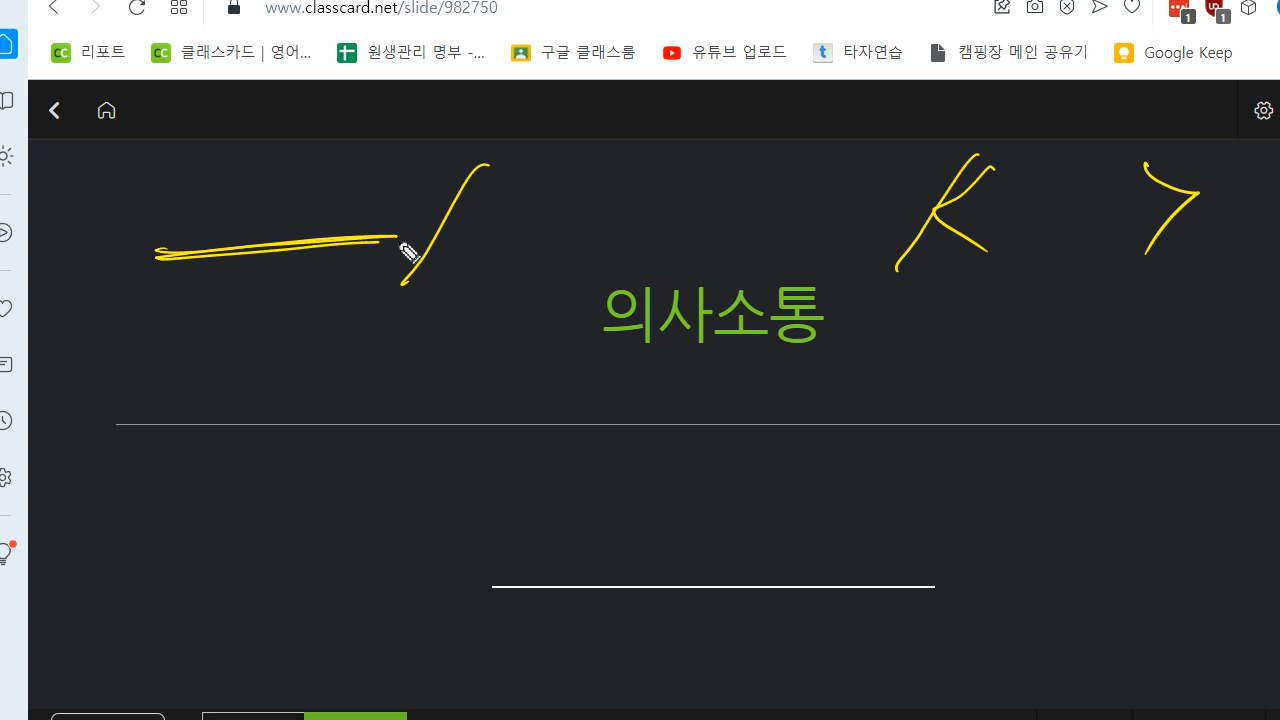 www.classcard.net/slide/982750
1 1
리포트 클래스카드 | 영어... 원생관리 명부 -... 구글 클래스룸 유튜브 업로드 타자연습 캠핑장 메인 공유기 Google Keep
K >
의사소통